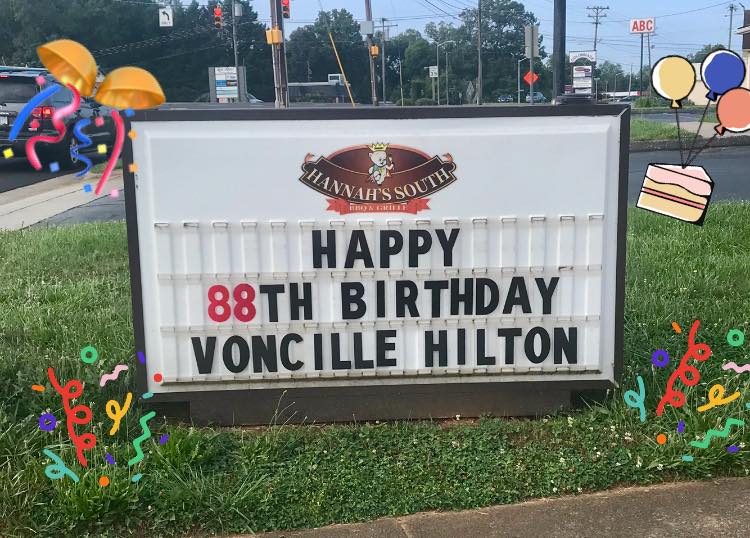 ABC
HANNAH'S SOUTH
BBQ & GRILLE
HAPPY
88TH BIRTHDAY
VONCILLE HILTON